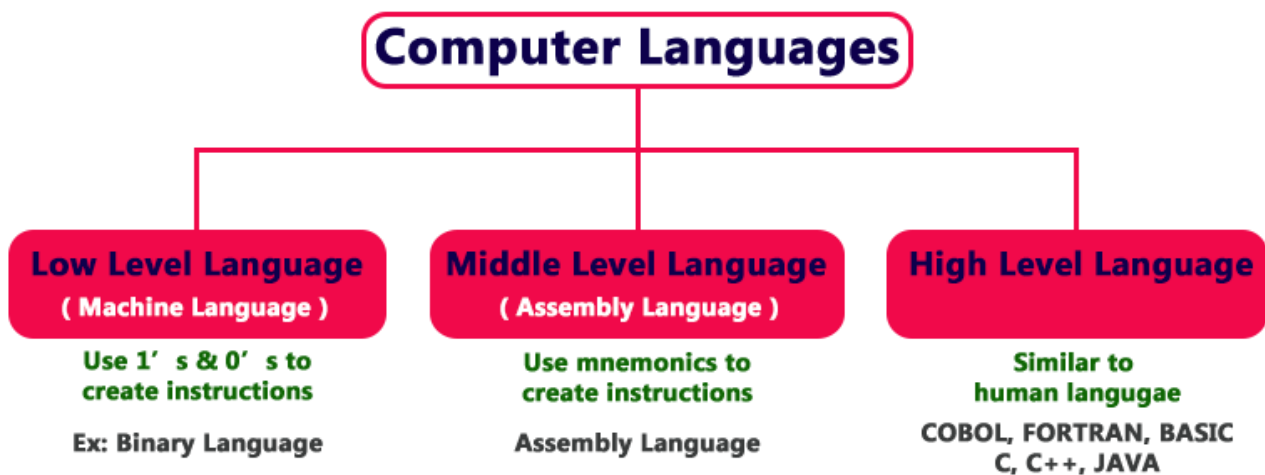 Computer Languages
Low Level Language
( Machine Language )
Use 1′ s & 0′ s to
create instructions
Ex: Binary Language
Middle Level Language
( Assembly Language )
Use mnemonics to
create instructions
Assembly Language
High Level Language
Similar to
human langugae
COBOL, FORTRAN, BASIC
C, C++, JAVA